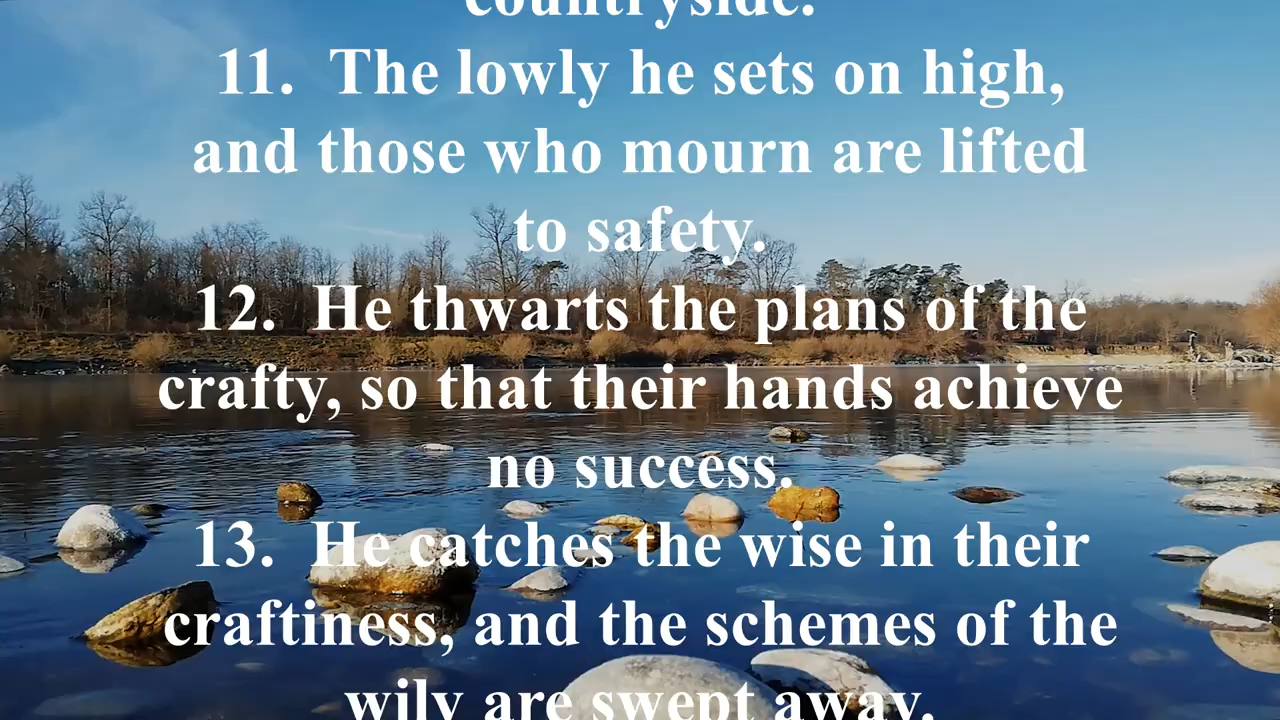 countryside.
11. The lowly he sets on high,
and those who mourn are lifted
to safety.
12. He thwarts the plans of the
crafty, so that their hands achieve
no success.
13. He catches the wise in their
craftiness, and the schemes of the
wily are swept away.